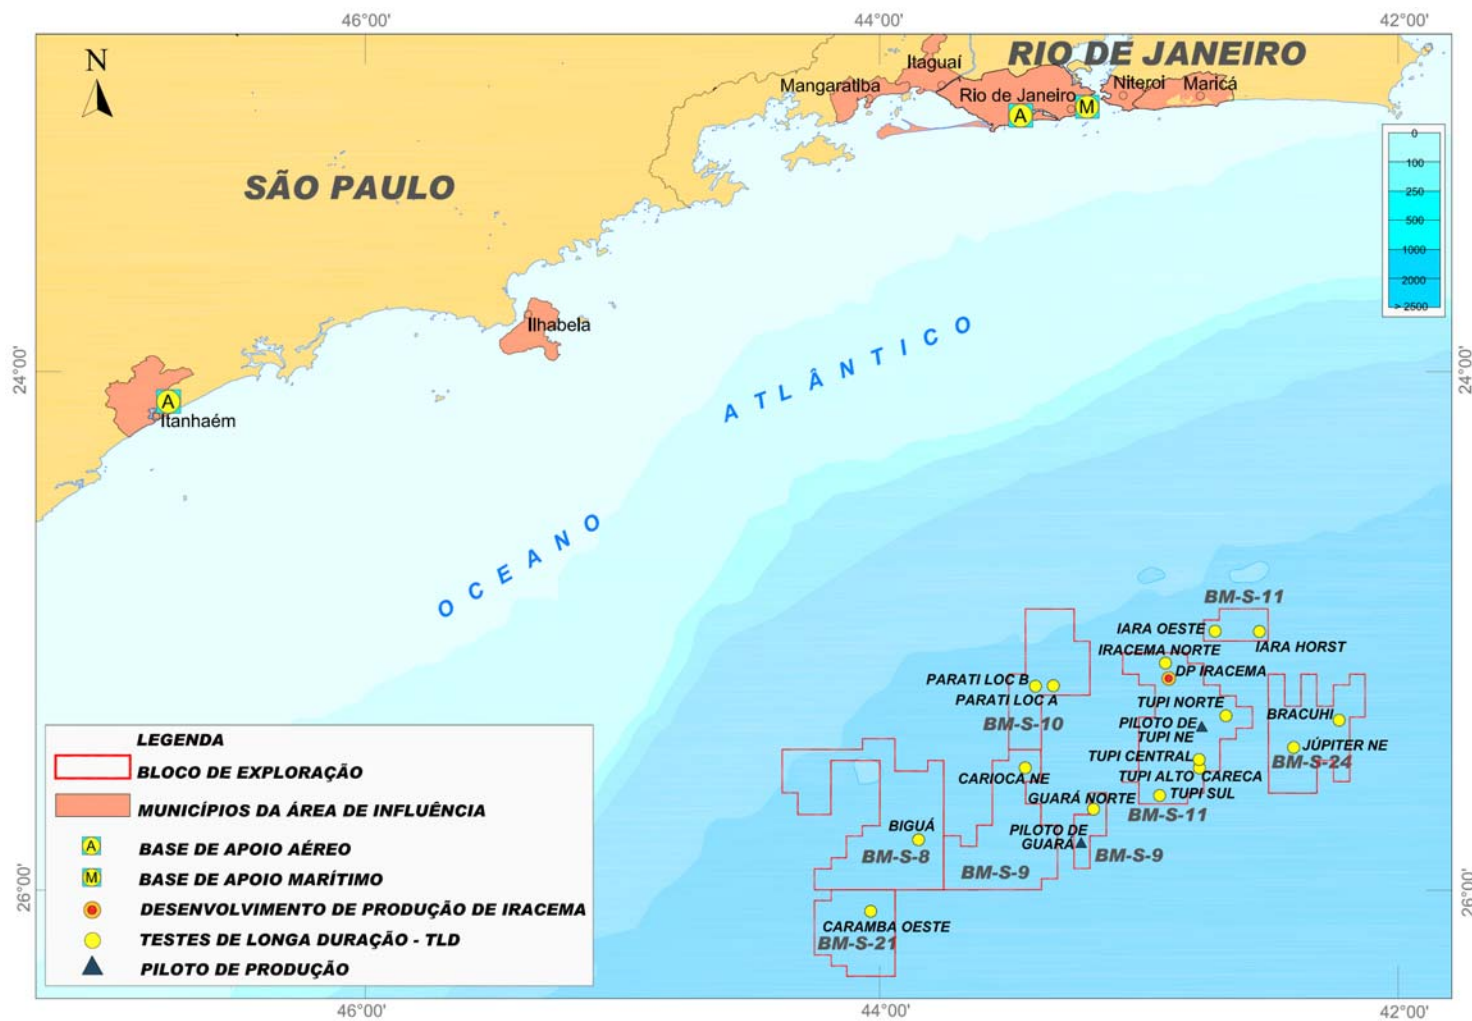 46°00'
44°00'
42°00'
N
RIO DE JANEIRO
Itaguaí
Mangaratiba
Rio de Janeiro
Niteroi
Maricá
A
M
0
100
250
500
1000
2000
> 2500
SÃO PAULO
Ilhabela
24°00'
24°00'
A
Itanhaém
OCEANO
ATLÂNTICO
BM-S-11
IARA OESTE
IARA HORST
IRACEMA NORTE
DP IRACEMA
PARATI LOC B
PARATI LOC A
BM-S-10
TUPI NORTE
PILOTO DE
TUPI NE
BRACUHI
JÚPITER NE
BM-S-24
TUPI CENTRAL
TUPI ALTO CARECA
CARIOCA NE
TUPI SUL
GUARÁ NORTE
BM-S-11
BIGUÁ
PILOTO DE
GUARÁ
BM-S-8
BM-S-9
BM-S-9
26°00'
26°00'
CARAMBA OESTE
BM-S-21
LEGENDA
BLOCO DE EXPLORAÇÃO
MUNICÍPIOS DA ÁREA DE INFLUÊNCIA
A BASE DE APOIO AÉREO
M BASE DE APOIO MARÍTIMO
DESENVOLVIMENTO DE PRODUÇÃO DE IRACEMA
TESTES DE LONGA DURAÇÃO - TLD
PILOTO DE PRODUÇÃO
46°00'
44°00'
42°00'